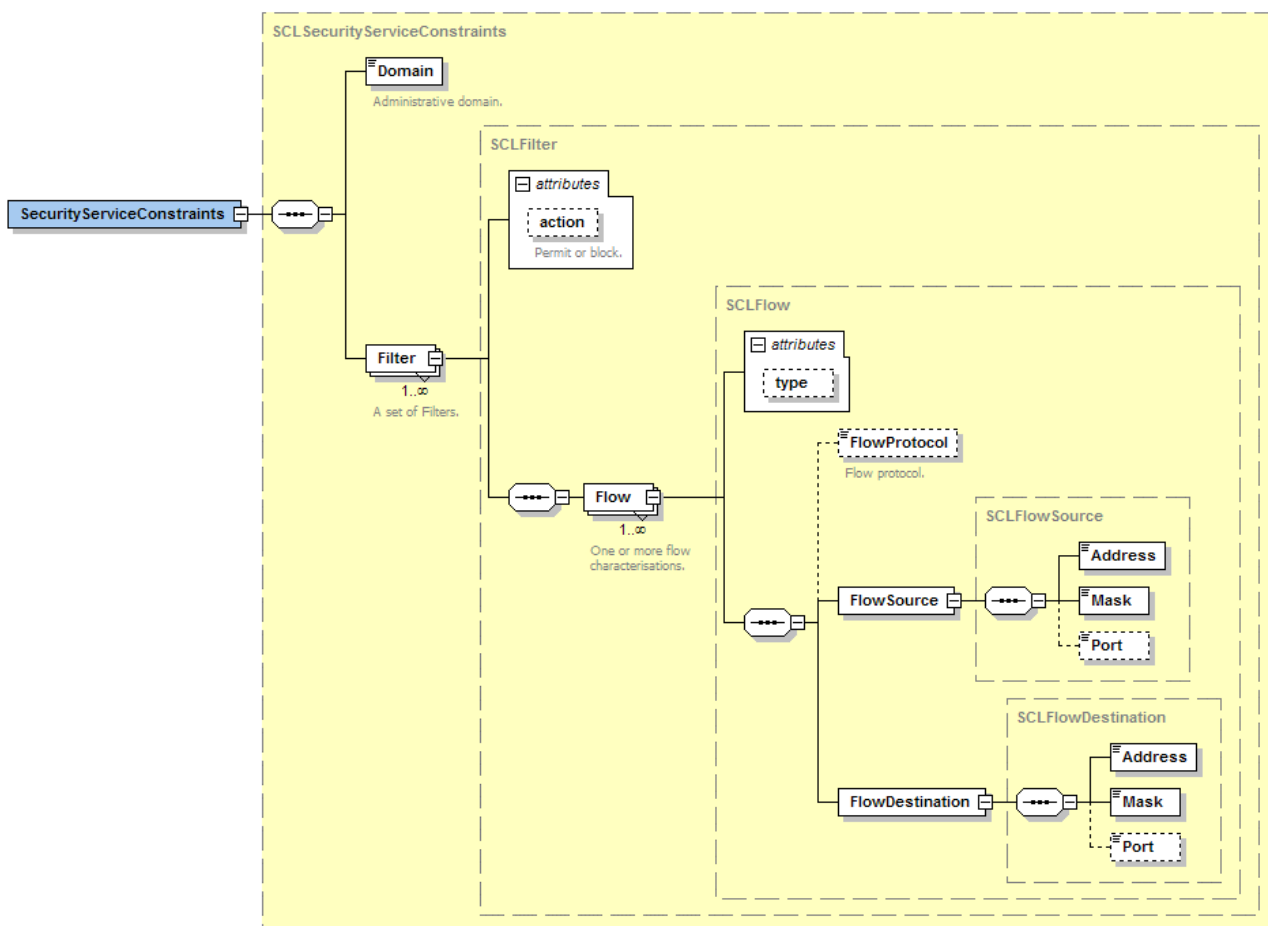 SCLSecurityServiceConstraints
Domain
Administrative domain.
SCLFilter
attributes
action
Permit or block.
SecurityServiceConstraints
Filter
1..∞
A set of Filters.
SCLFlow
attributes
type
FlowProtocol
Flow protocol.
Flow
1..∞
One or more flow
characterisations.
SCLFlowSource
Address
FlowSource
Mask
Port
SCLFlowDestination
Address
FlowDestination
Mask
Port